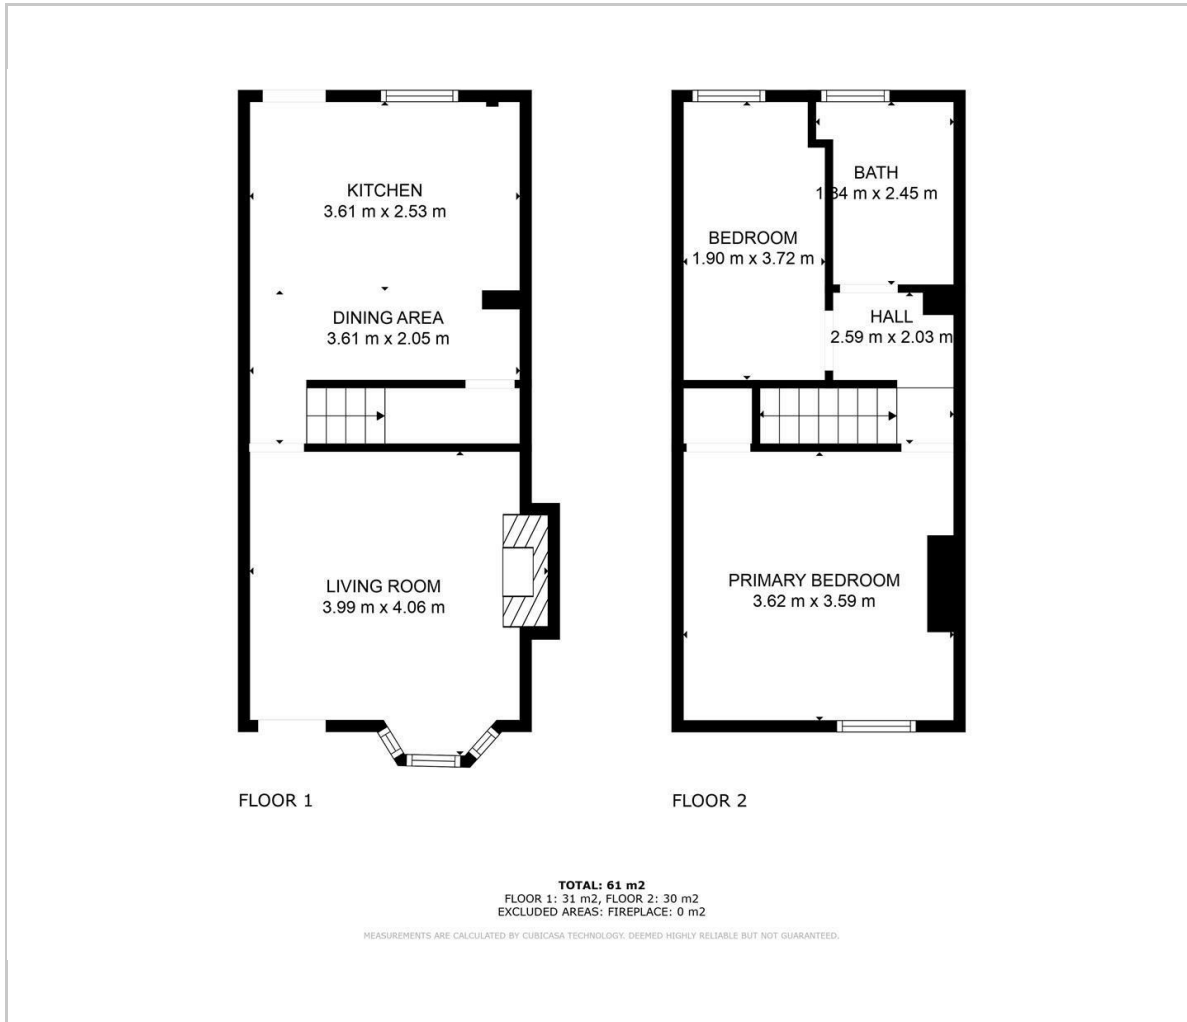 KITCHEN
3.61 m x 2.53 m
DINING AREA
3.61 m x 2.05 m
LIVING ROOM
3.99 m x 4.06 m
FLOOR 1
BATH
1.84 m x 2.45 m
BEDROOM
1.90 m x 3.72 m
HALL
2.59 m x 2.03 m
PRIMARY BEDROOM
3.62 m x 3.59 m
FLOOR 2
TOTAL: 61 m2
FLOOR 1: 31 m2, FLOOR 2: 30 m2
EXCLUDED AREAS: FIREPLACE: 0 m2
MEASUREMENTS ARE CALCULATED BY CUBICASA TECHNOLOGY. DEEMED HIGHLY RELIABLE BUT NOT GUARANTEED.